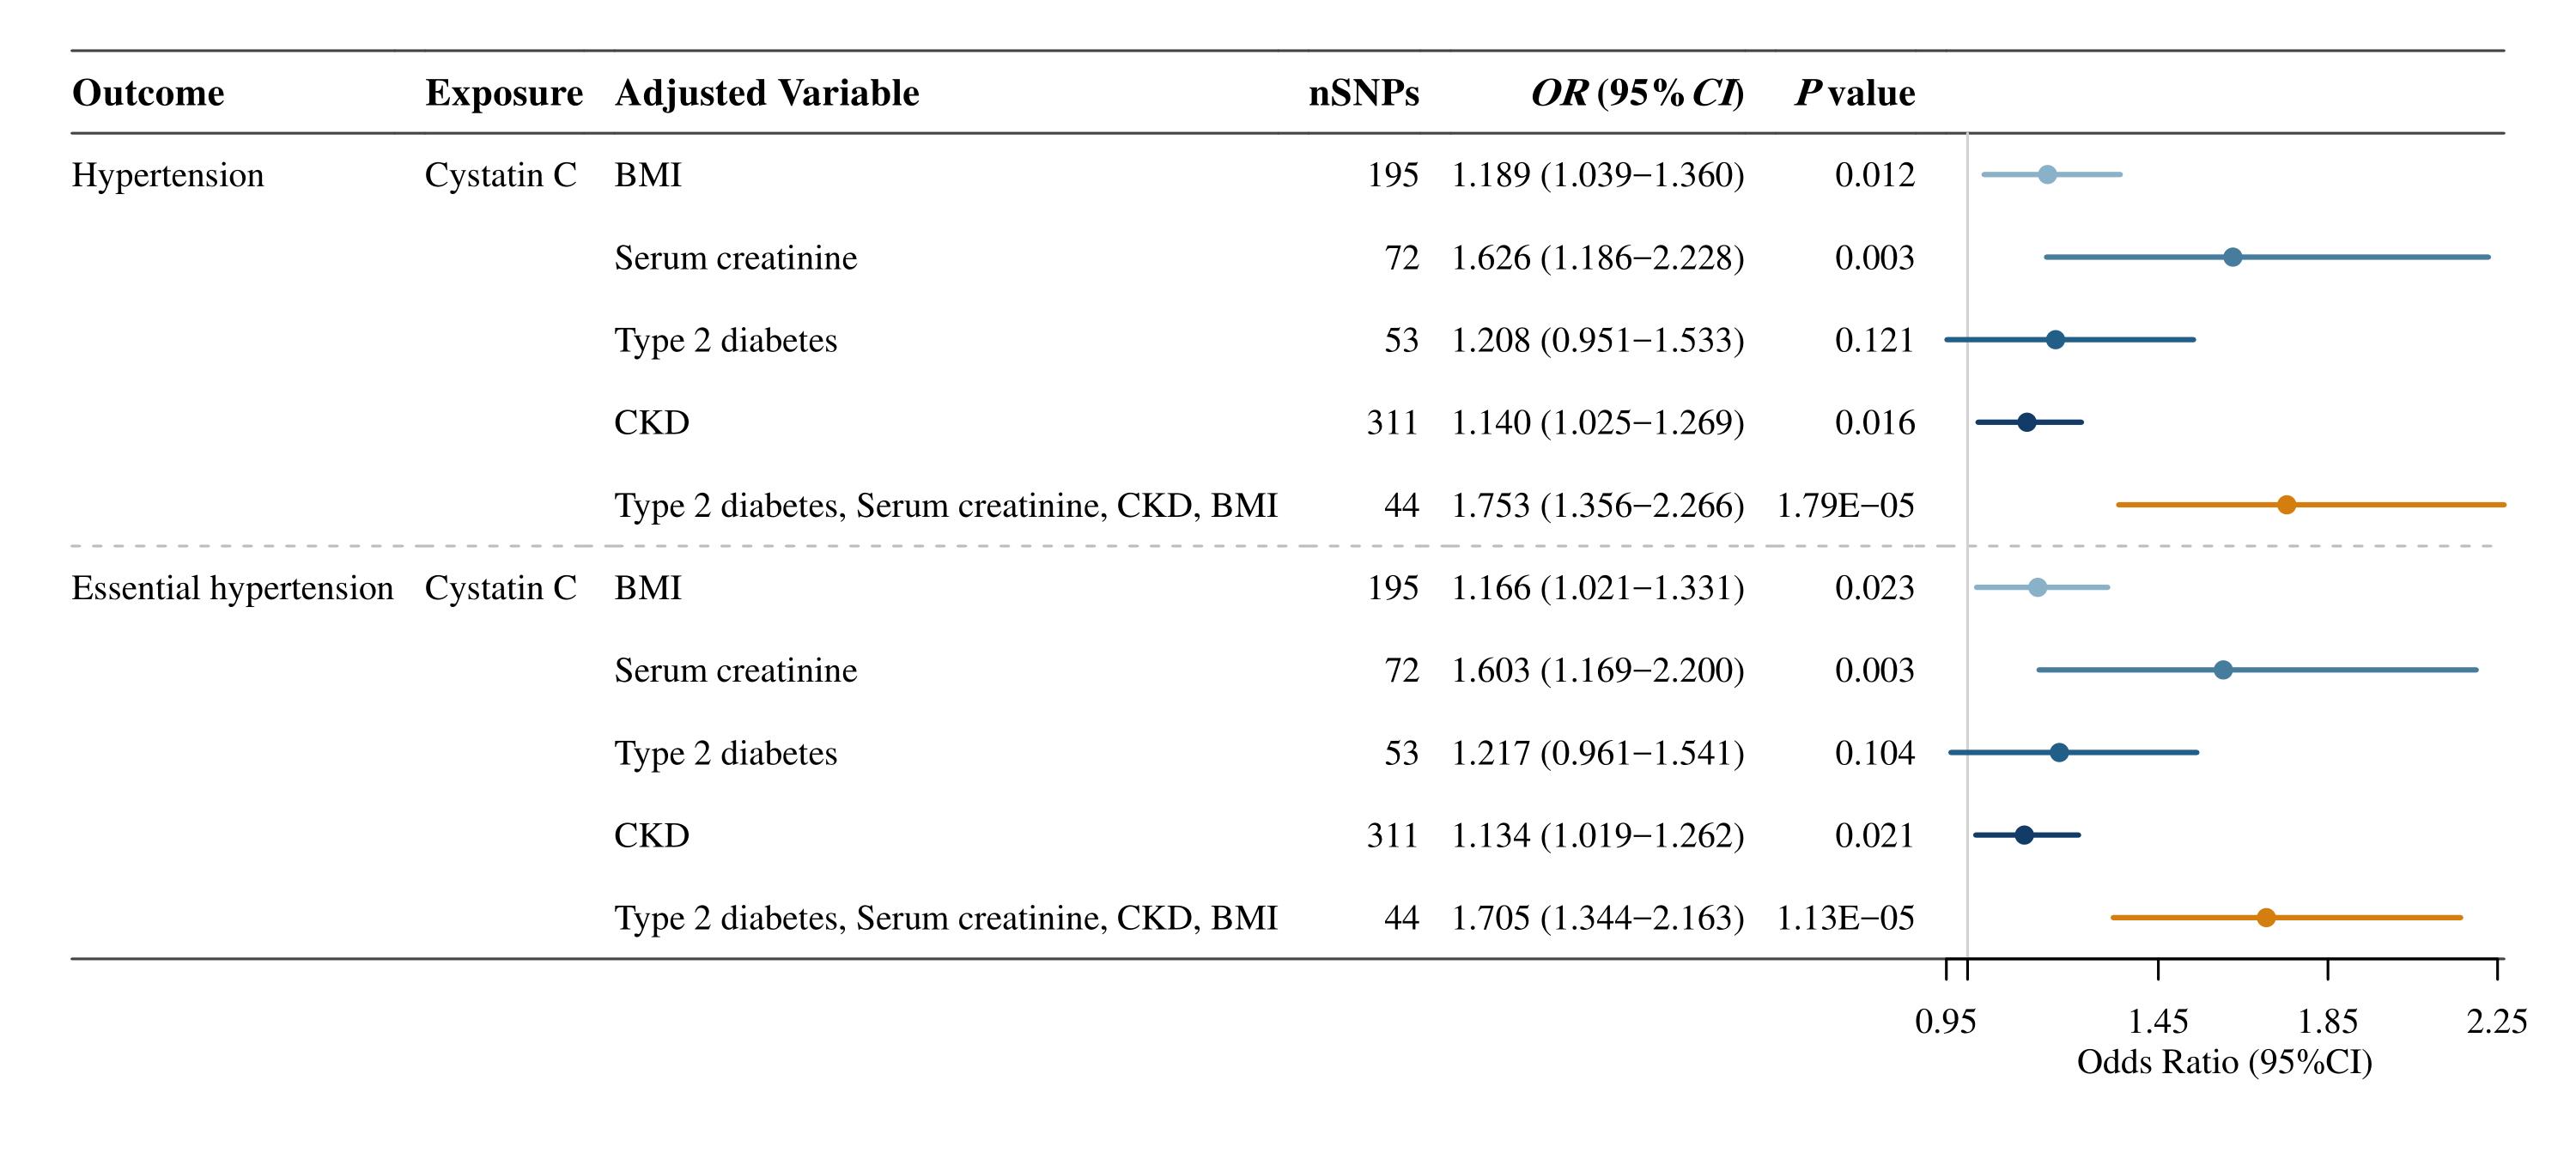 Outcome Exposure Adjusted Variable nSNPs OR (95% CI) P value
Hypertension Cystatin C BMI 195 1.189 (1.039−1.360) 0.012
Serum creatinine 72 1.626 (1.186−2.228) 0.003
Type 2 diabetes 53 1.208 (0.951−1.533) 0.121
CKD 311 1.140 (1.025−1.269) 0.016
Type 2 diabetes, Serum creatinine, CKD, BMI 44 1.753 (1.356−2.266) 1.79E−05
Essential hypertension Cystatin C BMI 195 1.166 (1.021−1.331) 0.023
Serum creatinine 72 1.603 (1.169−2.200) 0.003
Type 2 diabetes 53 1.217 (0.961−1.541) 0.104
CKD 311 1.134 (1.019−1.262) 0.021
Type 2 diabetes, Serum creatinine, CKD, BMI 44 1.705 (1.344−2.163) 1.13E−05
0.95 1.45 1.85 2.25
Odds Ratio (95%CI)